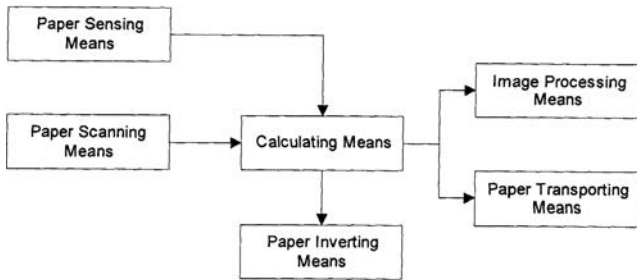 Paper Sensing
Means
Image Processing
Means
Paper Scanning
Means
Calculating Means
Paper Transporting
Means
Paper Inverting
Means